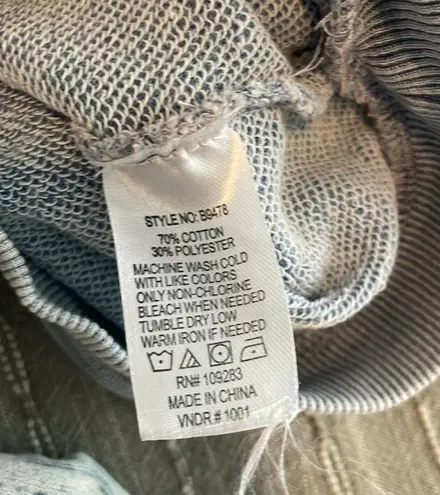 STYLE NO: B9478
70% COTTON
30% POLYESTER
MACHINE WASH COLD
WITH LIKE COLORS
ONLY NON-CHLORINE
BLEACH WHEN NEEDED
TUMBLE DRY LOW
WARM IRON IF NEEDED
RN# 109283
MADE IN CHINA
VNDR # 1001